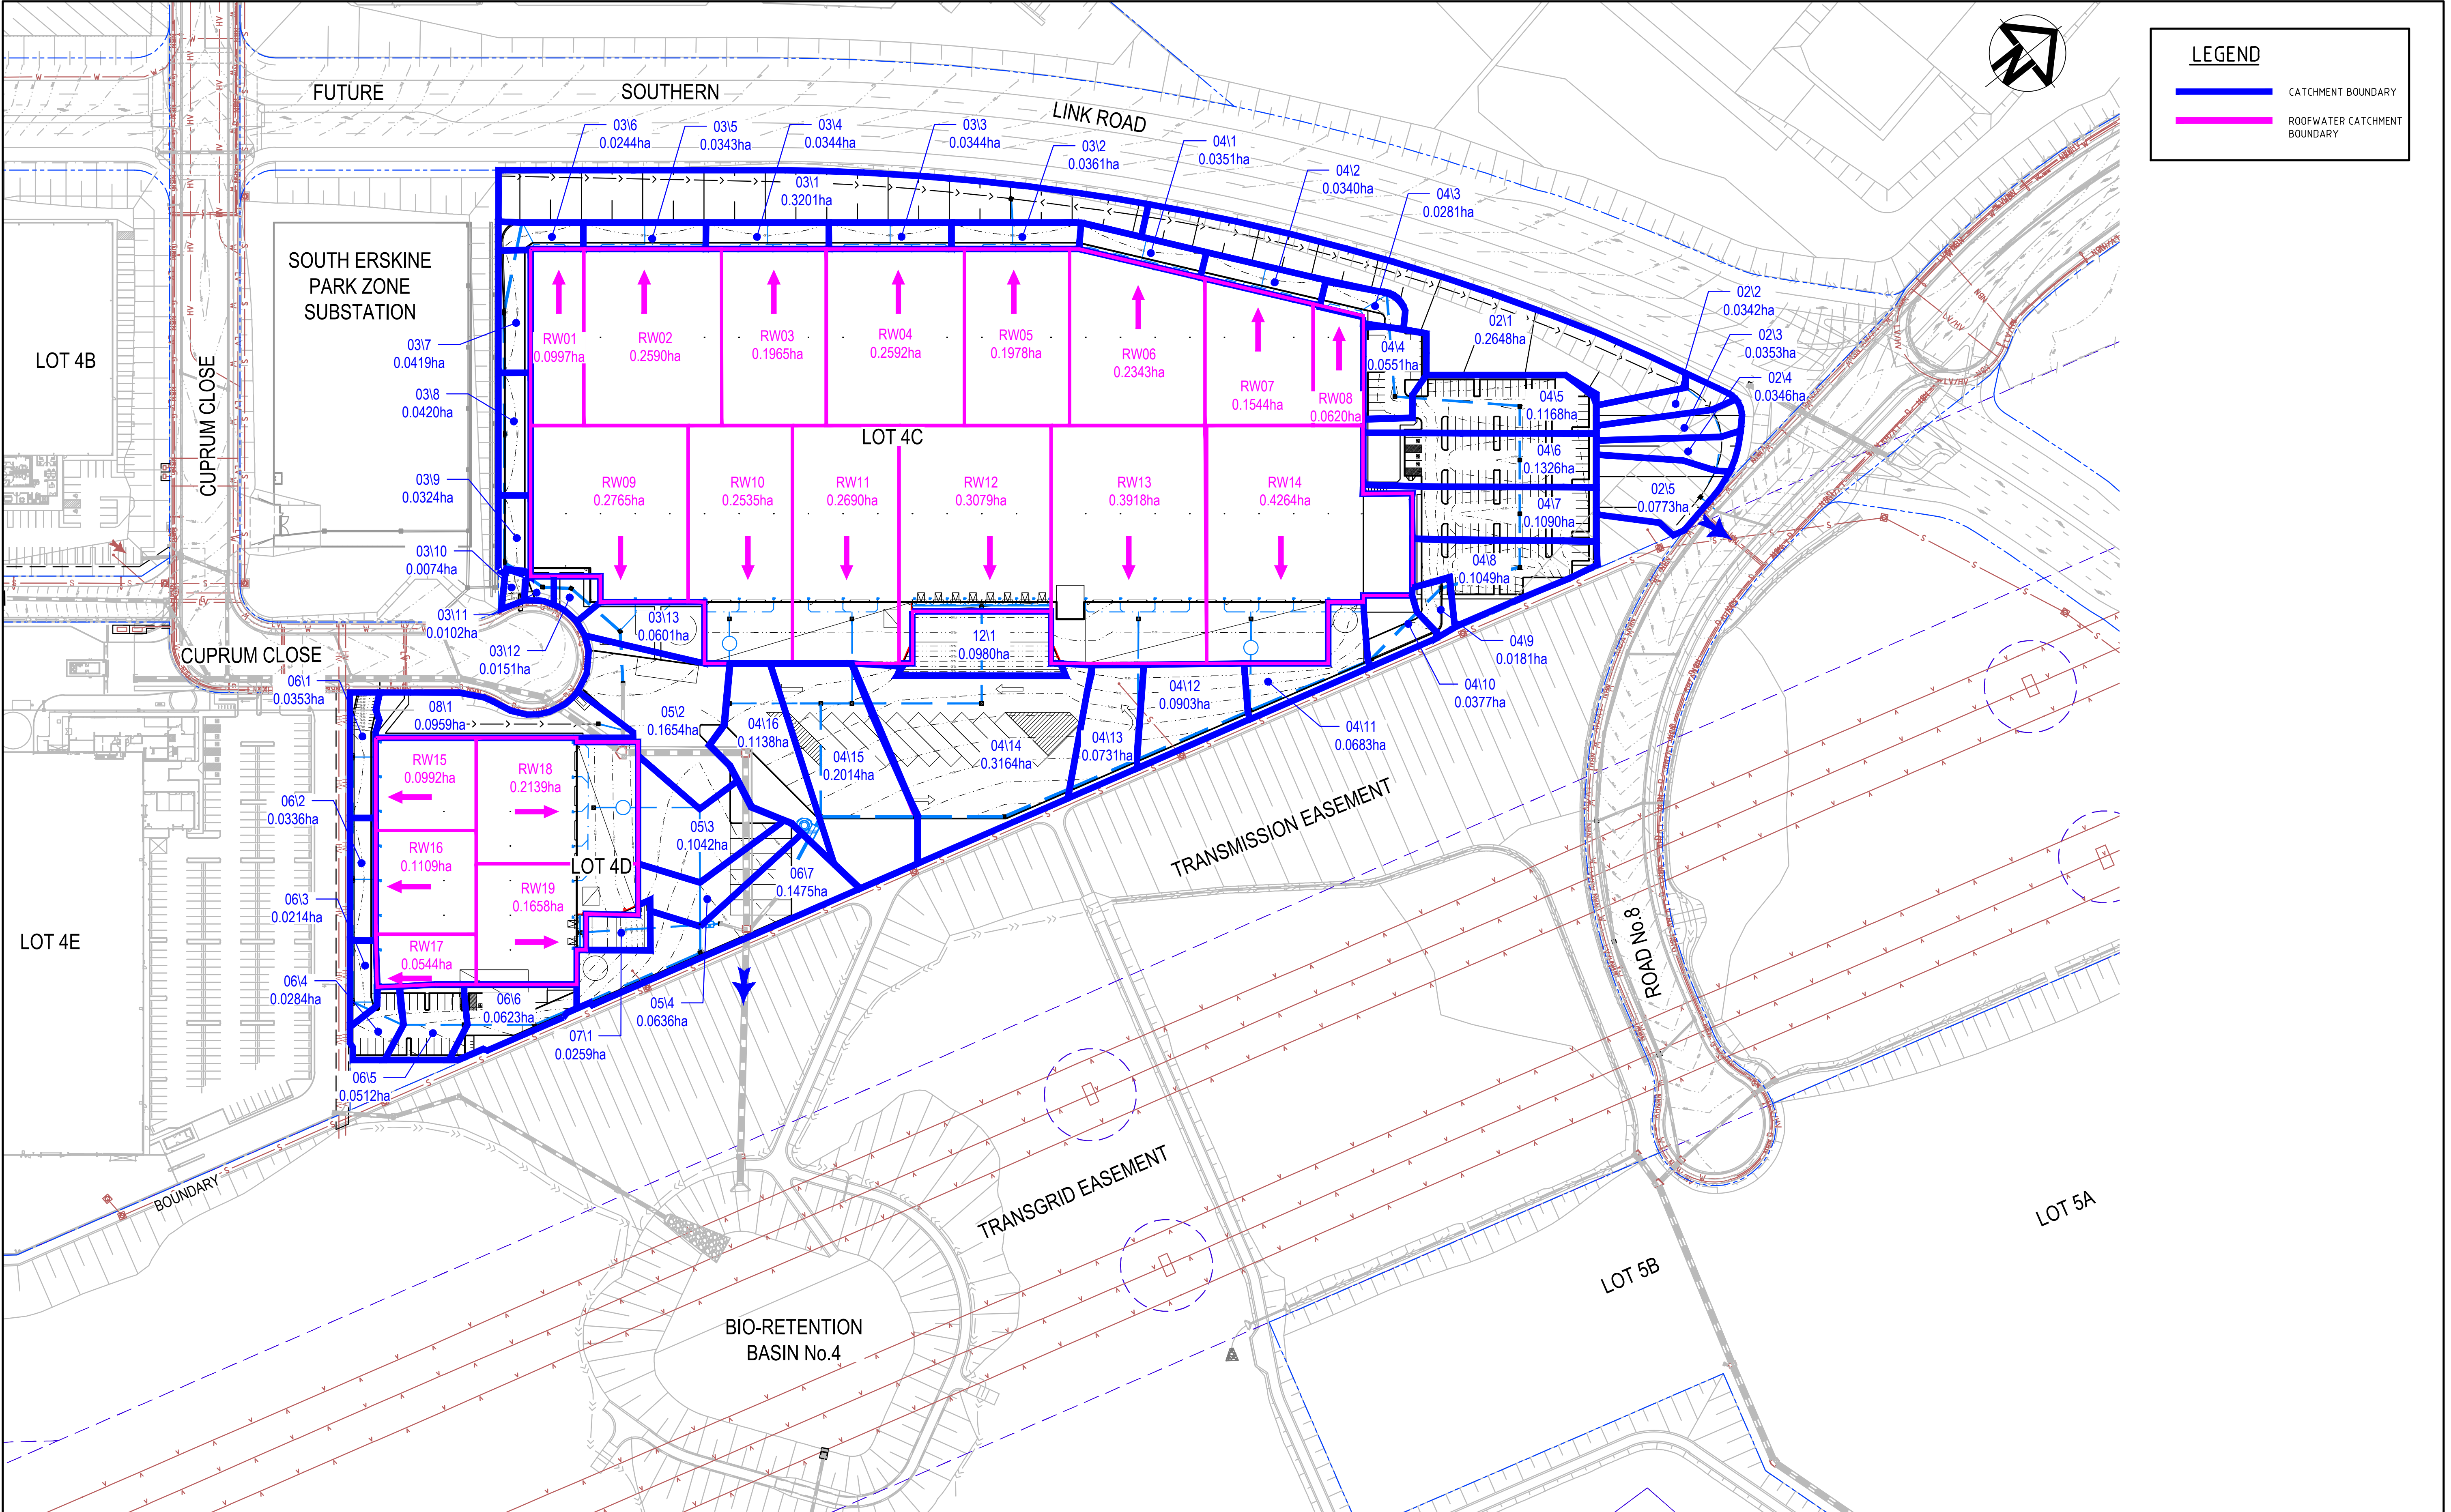 LEGEND
CATCHMENT BOUNDARY
ROOFWATER CATCHMENT
BOUNDARY
FUTURE
SOUTHERN
LINK ROAD
03\6
0.0244ha
03\5
0.0343ha
03\4
0.0344ha
03\3
0.0344ha
03\2
0.0361ha
04\1
0.0351ha
04\2
0.0340ha
04\3
0.0281ha
03\1
0.3201ha
SOUTH ERSKINE
PARK ZONE
SUBSTATION
LOT 4B
CUPRUM CLOSE
03\7
0.0419ha
03\8
0.0420ha
03\9
0.0324ha
03\10
0.0074ha
03\11
0.0102ha
03\12
0.0151ha
03\13
0.0601ha
RW01
0.0997ha
RW02
0.2590ha
RW03
0.1965ha
RW04
0.2592ha
RW05
0.1978ha
RW06
0.2343ha
RW07
0.1544ha
RW08
0.0620ha
LOT 4C
RW09
0.2765ha
RW10
0.2535ha
RW11
0.2690ha
RW12
0.3079ha
RW13
0.3918ha
RW14
0.4264ha
02\1
0.2648ha
02\2
0.0342ha
02\3
0.0353ha
02\4
0.0346ha
02\5
0.0773ha
04\4
0.0551ha
04\5
0.1168ha
04\6
0.1326ha
04\7
0.1090ha
04\8
0.1049ha
04\9
0.0181ha
04\10
0.0377ha
04\11
0.0683ha
04\12
0.0903ha
04\13
0.0731ha
04\14
0.3164ha
04\15
0.2014ha
04\16
0.1138ha
12\1
0.0980ha
CUPRUM CLOSE
06\1
0.0353ha
08\1
0.0959ha
05\2
0.1654ha
RW15
0.0992ha
RW18
0.2139ha
06\2
0.0336ha
05\3
0.1042ha
RW16
0.1109ha
LOT 4D
06\7
0.1475ha
RW19
0.1658ha
06\3
0.0214ha
LOT 4E
RW17
0.0544ha
06\4
0.0284ha
06\6
0.0623ha
05\4
0.0636ha
07\1
0.0259ha
06\5
0.0512ha
TRANSMISSION EASEMENT
ROAD No.8
BOUNDARY
TRANSGRID EASEMENT
LOT 5A
LOT 5B
BIO-RETENTION
BASIN No.4